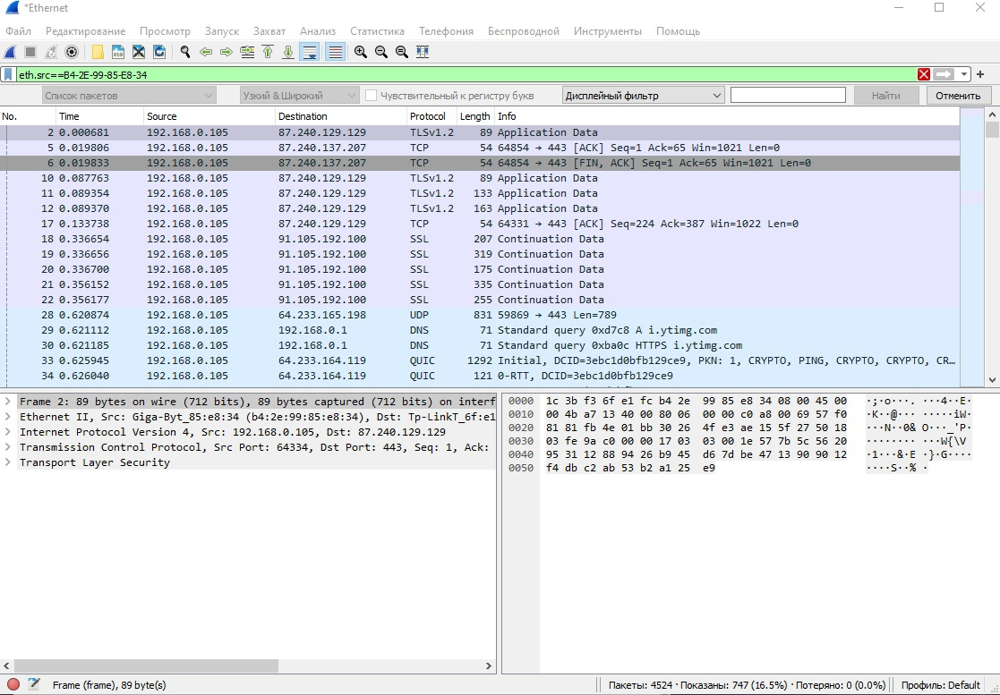 *Ethernet
Файл Редактирование Просмотр Запуск Захват Анализ Статистика Телефония Беспроводной Инструменты Помощь
eth.src==B4-2E-99-85-E8-34
Список пакетов Узкий & Широкий Чувствительный к регистру букв Дисплейный фильтр Найти Отменить
No. Time Source Destination Protocol Length Info
2 0.000681 192.168.0.105 87.240.129.129 TLSv1.2 89 Application Data
5 0.019806 192.168.0.105 87.240.137.207 TCP 54 64854 → 443 [ACK] Seq=1 Ack=65 Win=1021 Len=0
6 0.019833 192.168.0.105 87.240.137.207 TCP 54 64854 → 443 [FIN, ACK] Seq=1 Ack=65 Win=1021 Len=0
10 0.087763 192.168.0.105 87.240.129.129 TLSv1.2 89 Application Data
11 0.089354 192.168.0.105 87.240.129.129 TLSv1.2 133 Application Data
12 0.089370 192.168.0.105 87.240.129.129 TLSv1.2 163 Application Data
17 0.133738 192.168.0.105 87.240.129.129 TCP 54 64331 → 443 [ACK] Seq=224 Ack=387 Win=1022 Len=0
18 0.336654 192.168.0.105 91.105.192.100 SSL 207 Continuation Data
19 0.336656 192.168.0.105 91.105.192.100 SSL 319 Continuation Data
20 0.336700 192.168.0.105 91.105.192.100 SSL 175 Continuation Data
21 0.356152 192.168.0.105 91.105.192.100 SSL 335 Continuation Data
22 0.356177 192.168.0.105 91.105.192.100 SSL 255 Continuation Data
28 0.620874 192.168.0.105 64.233.165.198 UDP 831 59869 → 443 Len=789
29 0.621112 192.168.0.105 192.168.0.1 DNS 71 Standard query 0xd7c8 A i.ytimg.com
30 0.621185 192.168.0.105 192.168.0.1 DNS 71 Standard query 0xba0c HTTPS i.ytimg.com
33 0.625945 192.168.0.105 64.233.164.119 QUIC 1292 Initial, DCID=3ebc1d0bfb129ce9, PKN: 1, CRYPTO, PING, CRYPTO, CRYPTO, CR…
34 0.626040 192.168.0.105 64.233.164.119 QUIC 121 0-RTT, DCID=3ebc1d0bfb129ce9
Frame 2: 89 bytes on wire (712 bits), 89 bytes captured (712 bits) on interf
Ethernet II, Src: Giga-Byt_85:e8:34 (b4:2e:99:85:e8:34), Dst: Tp-LinkT_6f:e1
Internet Protocol Version 4, Src: 192.168.0.105, Dst: 87.240.129.129
Transmission Control Protocol, Src Port: 64334, Dst Port: 443, Seq: 1, Ack:
Transport Layer Security
0000 1c 3b f3 6f e1 fc b4 2e 99 85 e8 34 08 00 45 00 ·;·o···. ···4··E·
0010 00 4b a7 13 40 00 80 06 00 00 c0 a8 00 69 57 f0 ·K··@··· ·····iW·
0020 81 81 fb 4e 01 bb 30 26 4f e3 ae 15 5f 27 50 18 ···N··0& O···_'P·
0030 03 fe 9a c0 00 00 17 03 03 00 1e 57 7b 5c 56 20 ········ ···W{\V
0040 95 31 12 88 94 26 b9 45 d6 7d be 47 13 90 90 12 ·1···&·E ·}·G····
0050 f4 db c2 ab 53 b2 a1 25 e9 ····S··% ·
Frame (frame), 89 byte(s) Пакеты: 4524 · Показаны: 747 (16.5%) · Потеряно: 0 (0.0%) Профиль: Default